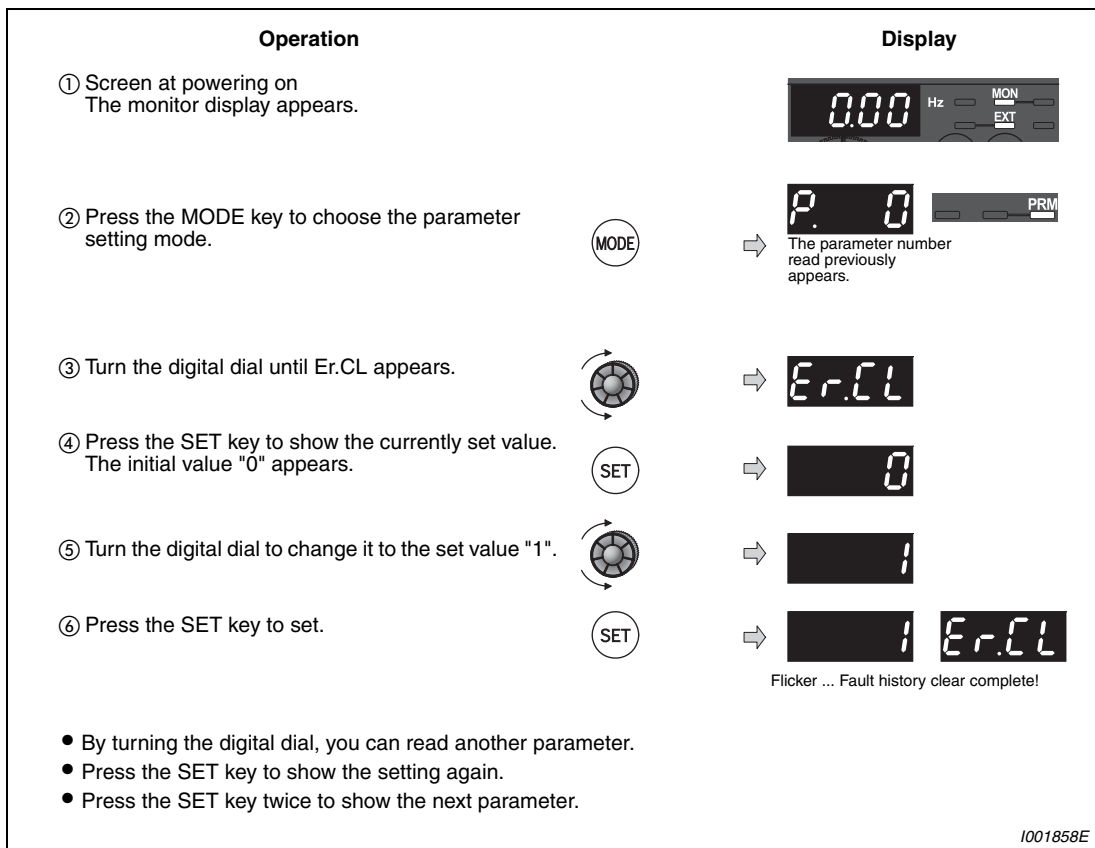 Operation Display
① Screen at powering on
The monitor display appears.
0.00 Hz MON
EXT
② Press the MODE key to choose the parameter
setting mode.
MODE
P. 0 PRM
The parameter number
read previously
appears.
③ Turn the digital dial until Er.CL appears.
Er.CL
④ Press the SET key to show the currently set value.
The initial value "0" appears.
SET
0
⑤ Turn the digital dial to change it to the set value "1".
1
⑥ Press the SET key to set.
SET
1 Er.CL
Flicker ... Fault history clear complete!
● By turning the digital dial, you can read another parameter.
● Press the SET key to show the setting again.
● Press the SET key twice to show the next parameter.
I001858E